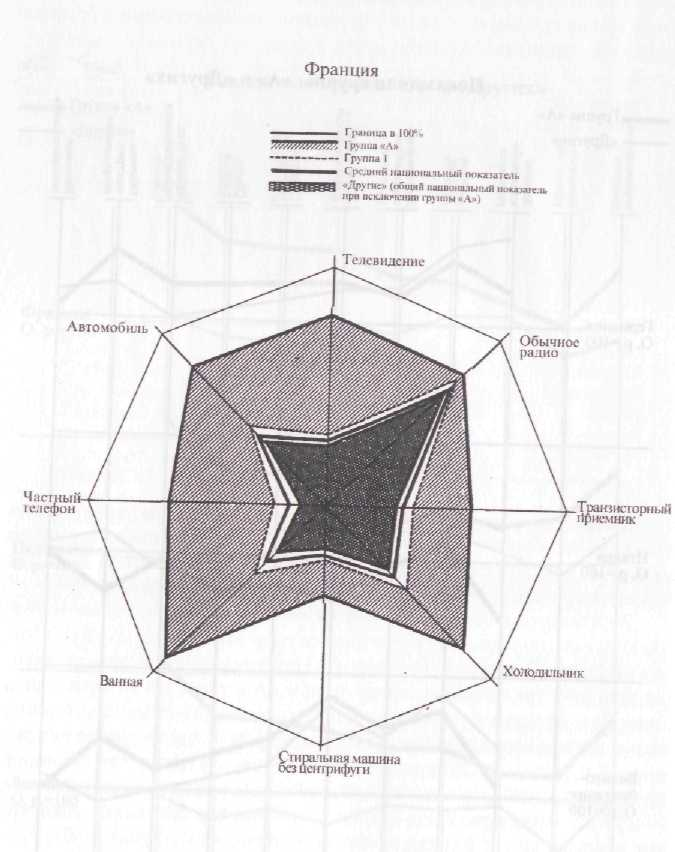 Франция
Граница в 100%
Группа «А»
Группа 1
Средний национальный показатель
«Другие» (общий национальный показатель
при исключении группы «А»)
Телевидение
Автомобиль
Обычное
радио
Частный
телефон
Транзисторный
приемник
Ванная
Холодильник
Стиральная машина
без центрифуги